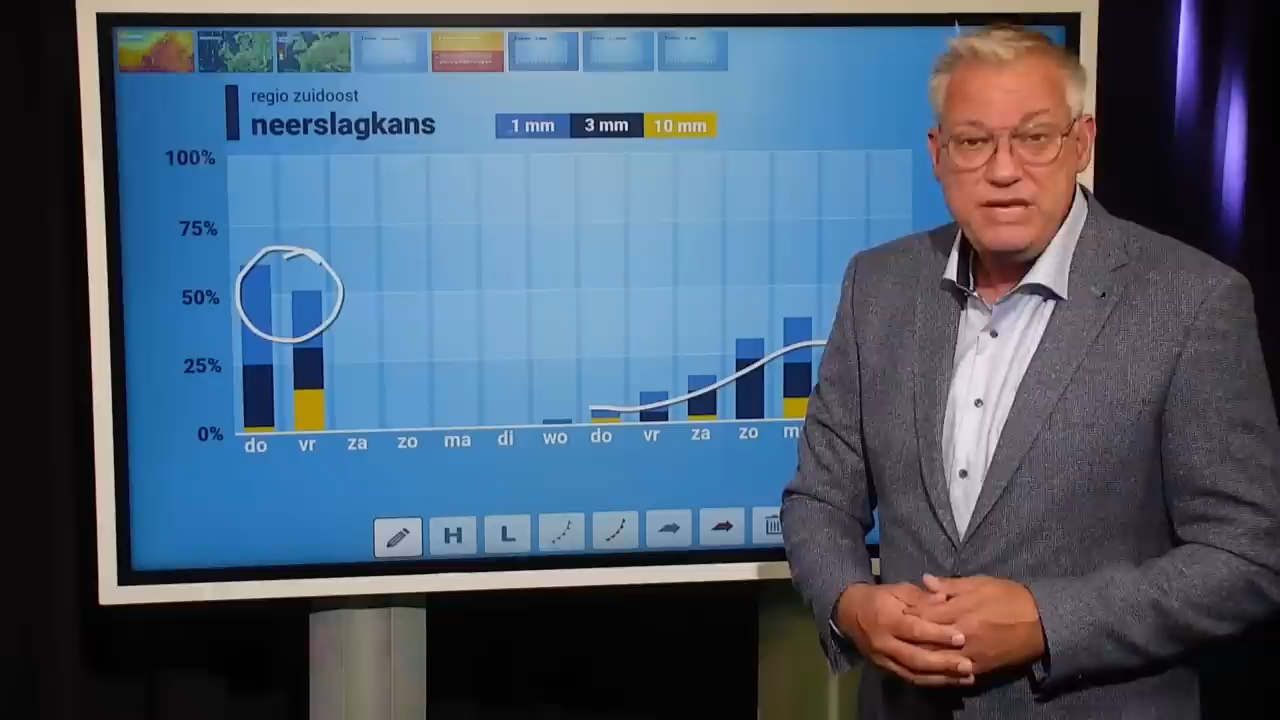 regio zuidoost
neerslagkans
1 mm 3 mm 10 mm
100%
75%
50%
25%
0%
do vr za zo ma di wo do vr za zo m
H L